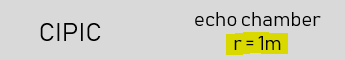 CIPIC
echo chamber
r = 1m